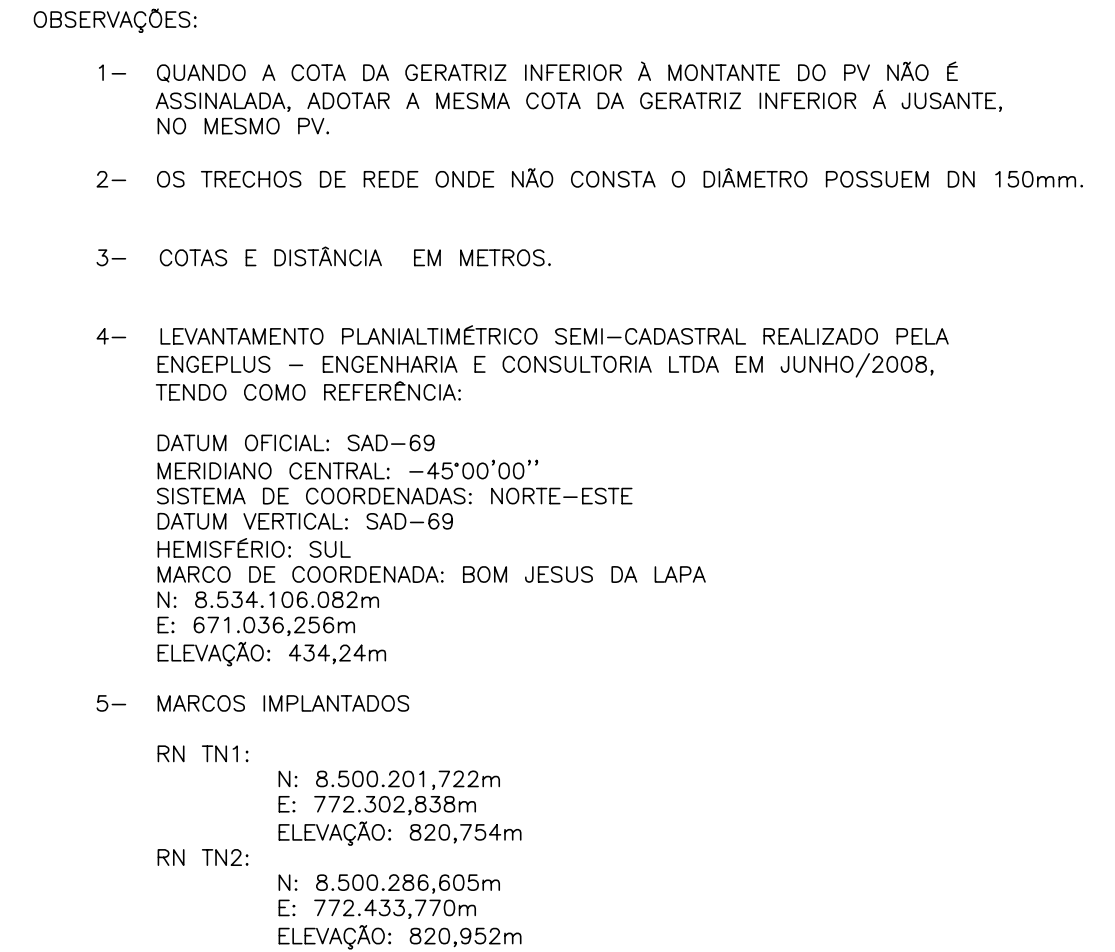 OBSERVAÇÕES:
1– QUANDO A COTA DA GERATRIZ INFERIOR À MONTANTE DO PV NÃO É
ASSINALADA, ADOTAR A MESMA COTA DA GERATRIZ INFERIOR Á JUSANTE,
NO MESMO PV.
2– OS TRECHOS DE REDE ONDE NÃO CONSTA O DIÂMETRO POSSUEM DN 150mm.
3– COTAS E DISTÂNCIA EM METROS.
4– LEVANTAMENTO PLANIALTIMÉTRICO SEMI–CADASTRAL REALIZADO PELA
ENGEPLUS – ENGENHARIA E CONSULTORIA LTDA EM JUNHO/2008,
TENDO COMO REFERÊNCIA:
DATUM OFICIAL: SAD–69
MERIDIANO CENTRAL: –45°00'00''
SISTEMA DE COORDENADAS: NORTE–ESTE
DATUM VERTICAL: SAD–69
HEMISFÉRIO: SUL
MARCO DE COORDENADA: BOM JESUS DA LAPA
N: 8.534.106.082m
E: 671.036,256m
ELEVAÇÃO: 434,24m
5– MARCOS IMPLANTADOS
RN TN1:
N: 8.500.201,722m
E: 772.302,838m
ELEVAÇÃO: 820,754m
RN TN2:
N: 8.500.286,605m
E: 772.433,770m
ELEVAÇÃO: 820,952m